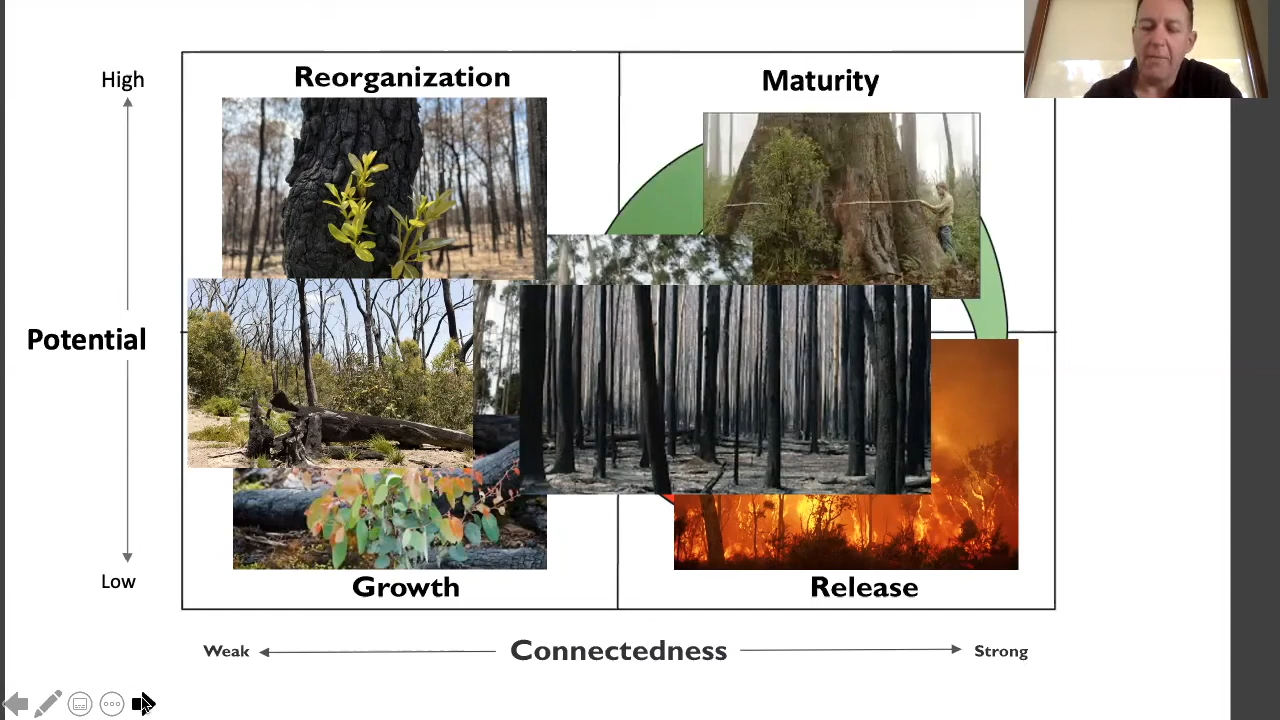 Reorganization
Maturity
High
Potential
Low
Growth
Release
Weak
Connectedness
Strong